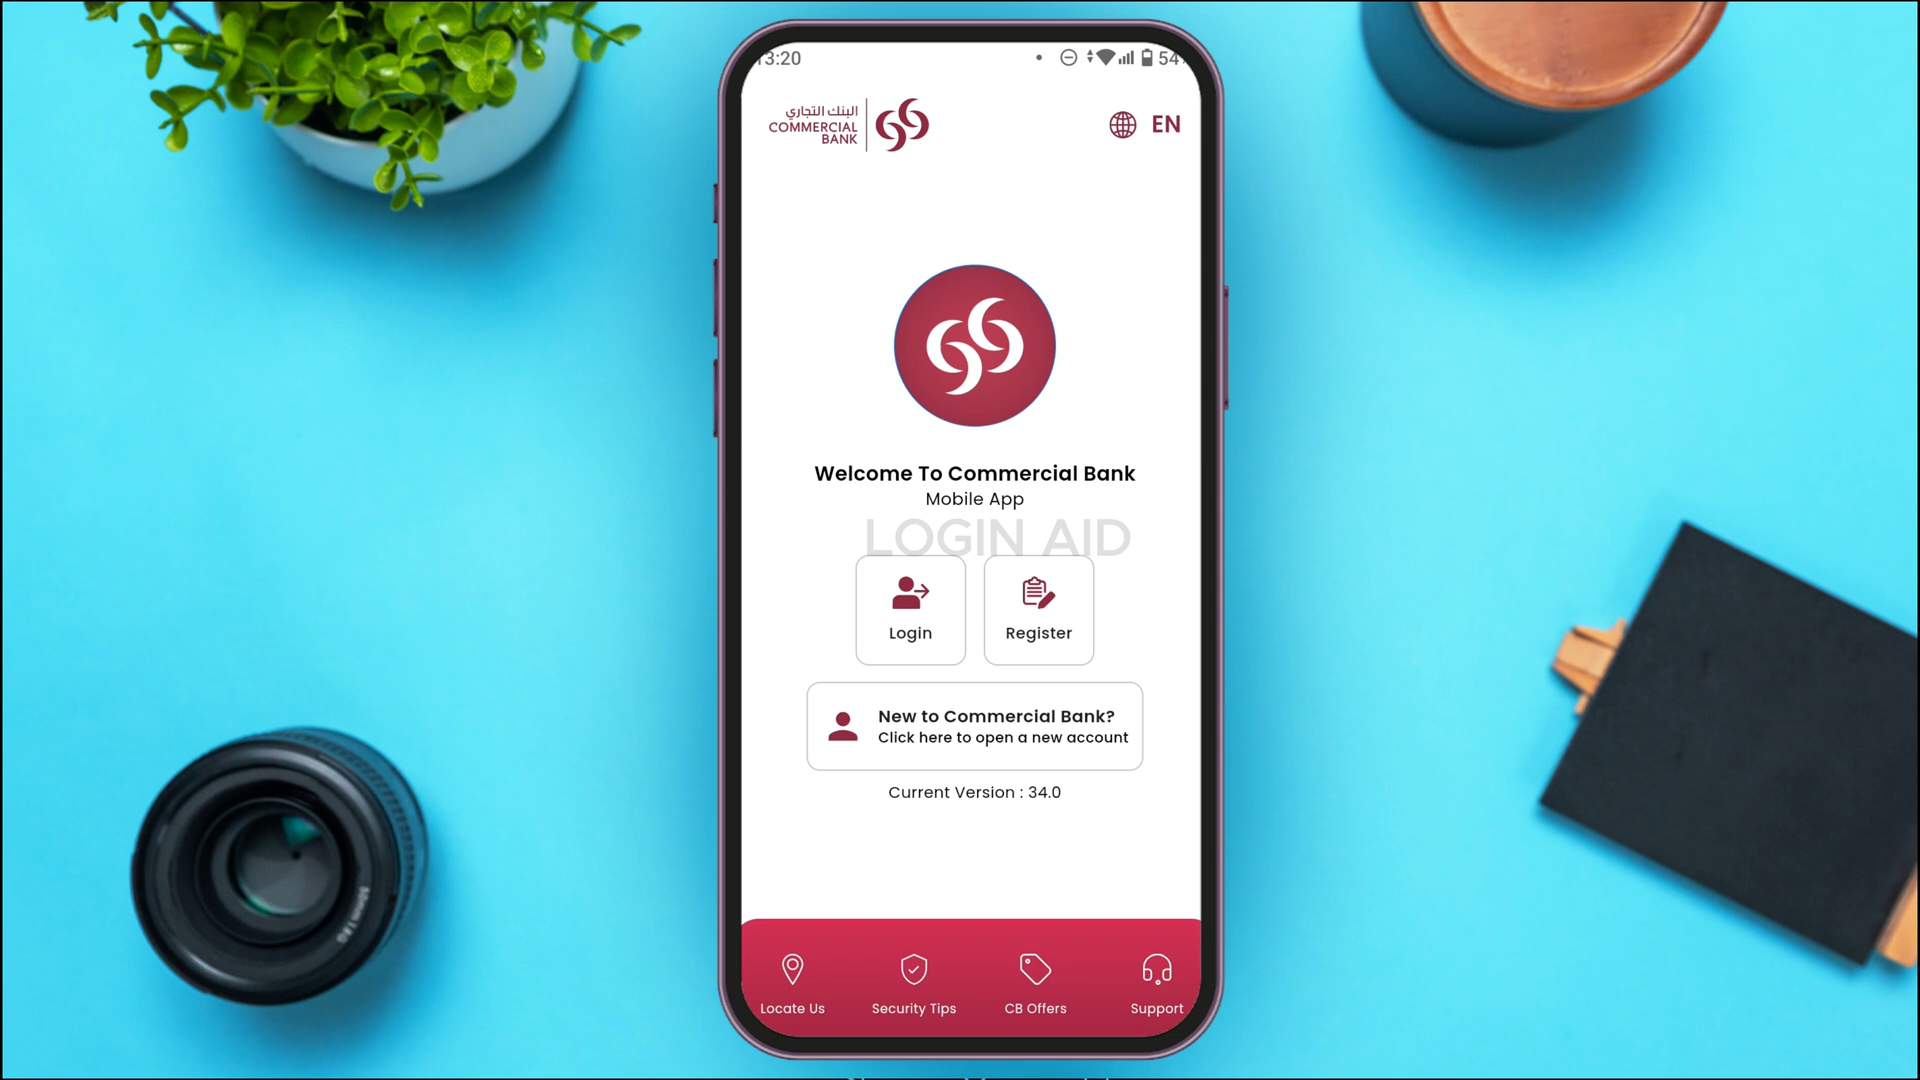 13:20
54
البنك التجاري
COMMERCIAL
BANK
EN
Welcome To Commercial Bank
Mobile App
LOGIN AID
Login
Register
New to Commercial Bank?
Click here to open a new account
Current Version : 34.0
Locate Us
Security Tips
CB Offers
Support